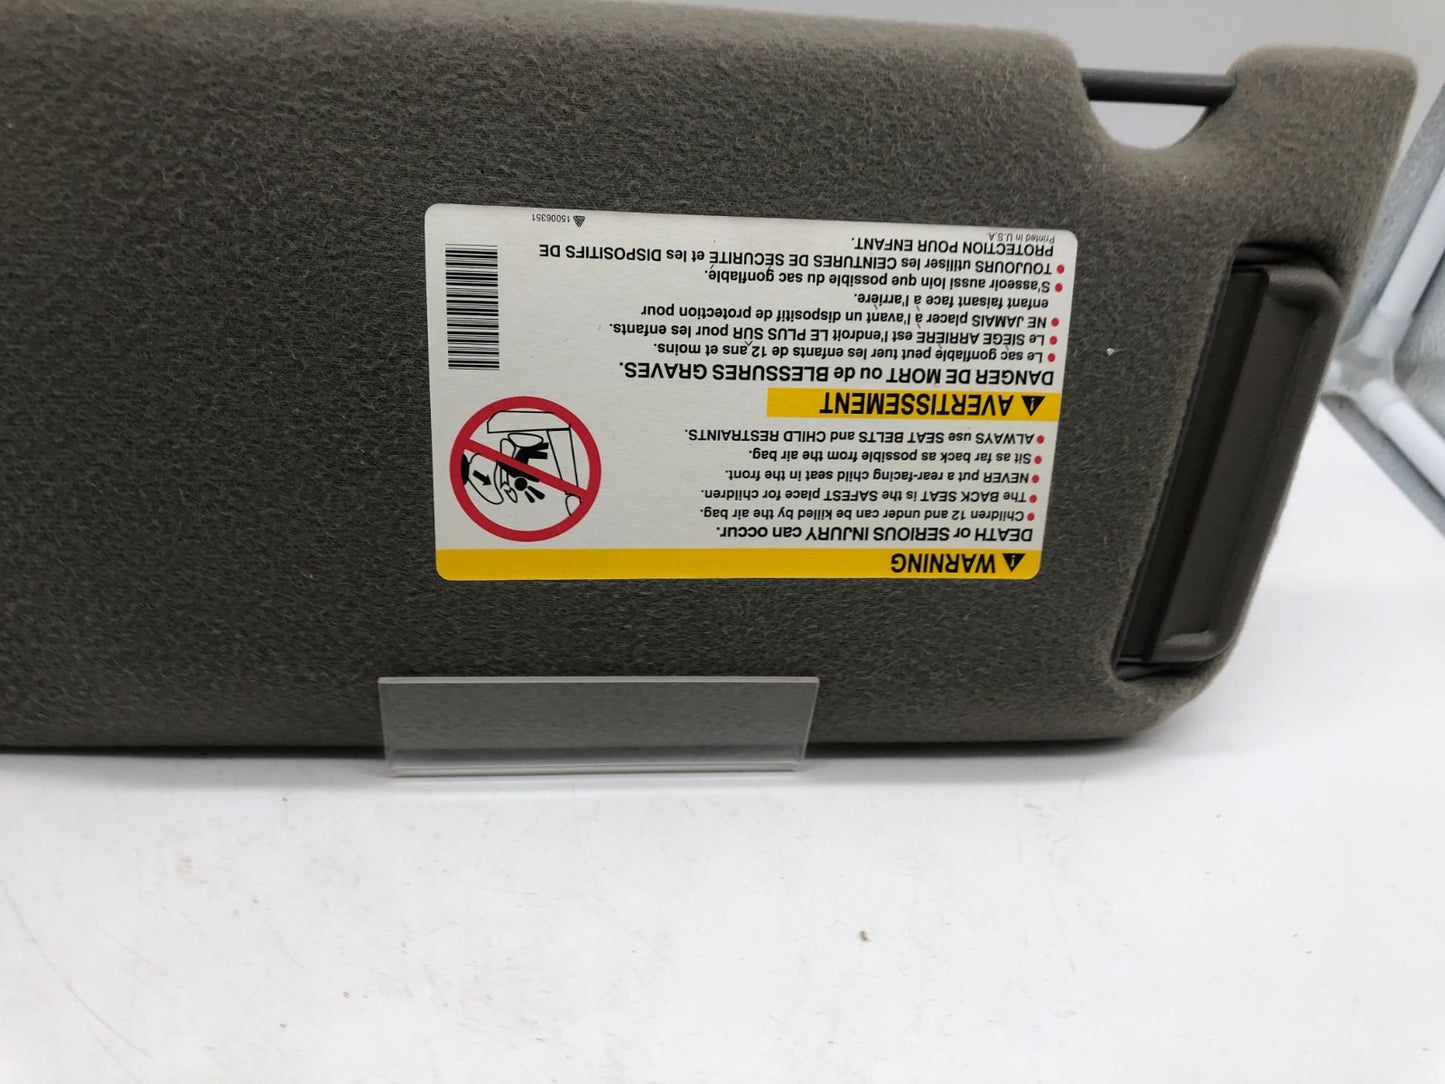 WARNING
DEATH or SERIOUS INJURY can occur.
• Children 12 and under can be killed by the air bag.
• The BACK SEAT is the SAFEST place for children.
• NEVER put a rear-facing child seat in the front.
• Sit as far back as possible from the air bag.
• ALWAYS use SEAT BELTS and CHILD RESTRAINTS.
AVERTISSEMENT
DANGER DE MORT ou de BLESSURES GRAVES.
• Le sac gonflable peut tuer les enfants de 12 ans et moins.
• Le SIÈGE ARRIÈRE est l'endroit LE PLUS SÛR pour les enfants.
• NE JAMAIS placer à l'avant un dispositif de protection pour
enfant faisant face à l'arrière.
• S'asseoir aussi loin que possible du sac gonflable.
• TOUJOURS utiliser les CEINTURES DE SÉCURITÉ et les DISPOSITIFS DE
PROTECTION POUR ENFANT.
Printed in U.S.A.
15006351